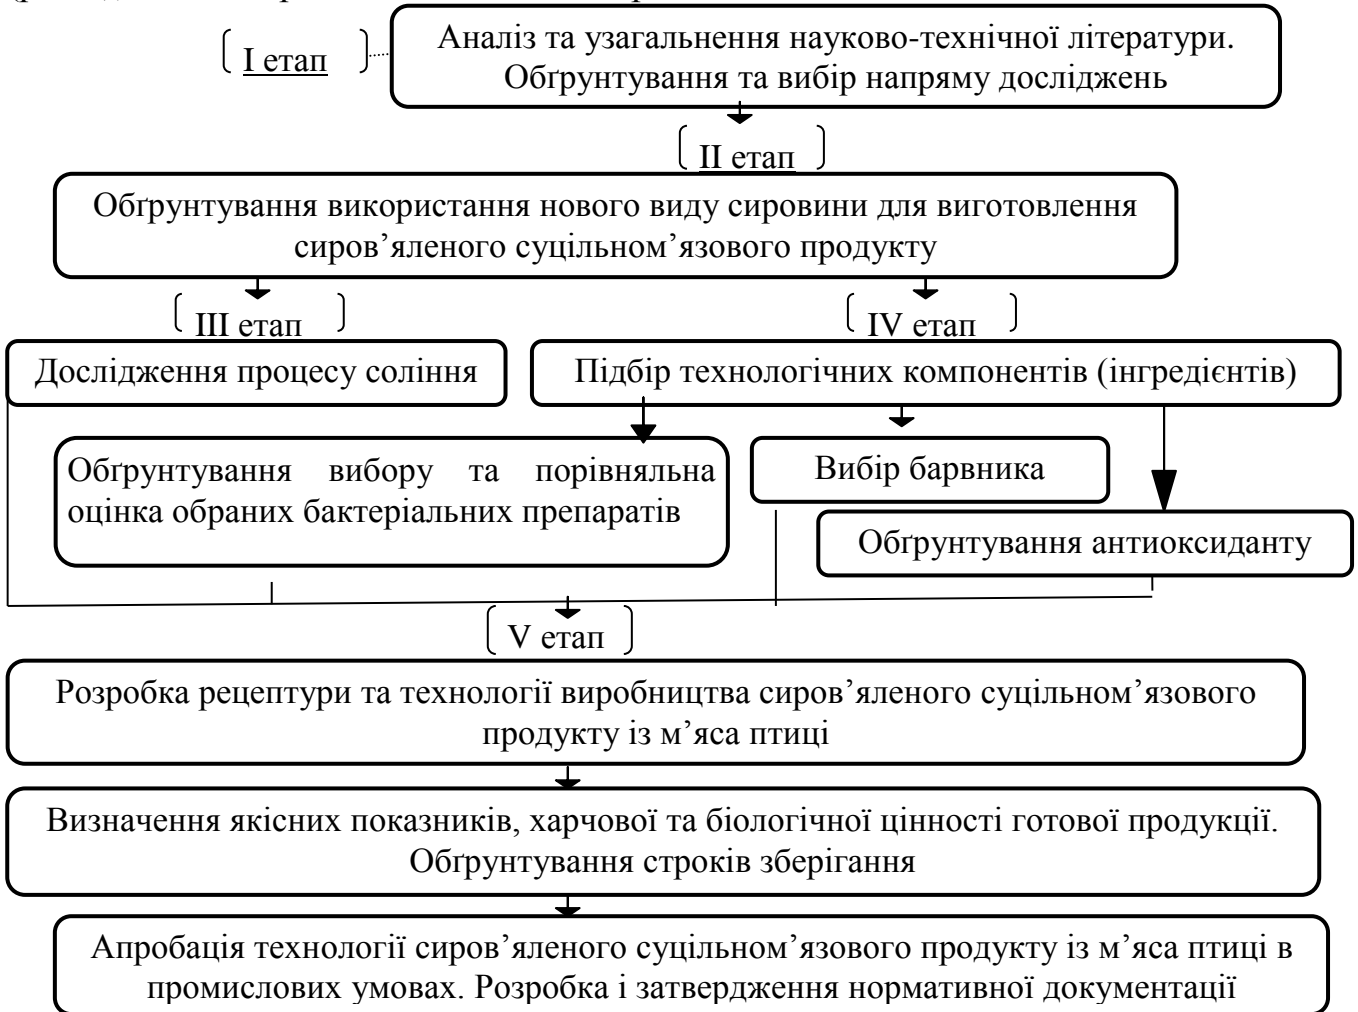 І етап
Аналіз та узагальнення науково-технічної літератури.
Обґрунтування та вибір напряму досліджень
ІІ етап
Обґрунтування використання нового виду сировини для виготовлення
сиров’яленого суцільном’язового продукту
ІІІ етап
IV етап
Дослідження процесу соління
Підбір технологічних компонентів (інгредієнтів)
Обґрунтування вибору та порівняльна
оцінка обраних бактеріальних препаратів
Вибір барвника
Обґрунтування антиоксиданту
V етап
Розробка рецептури та технології виробництва сиров’яленого суцільном’язового
продукту із м’яса птиці
Визначення якісних показників, харчової та біологічної цінності готової продукції.
Обґрунтування строків зберігання
Апробація технології сиров’яленого суцільном’язового продукту із м’яса птиці в
промислових умовах. Розробка і затвердження нормативної документації